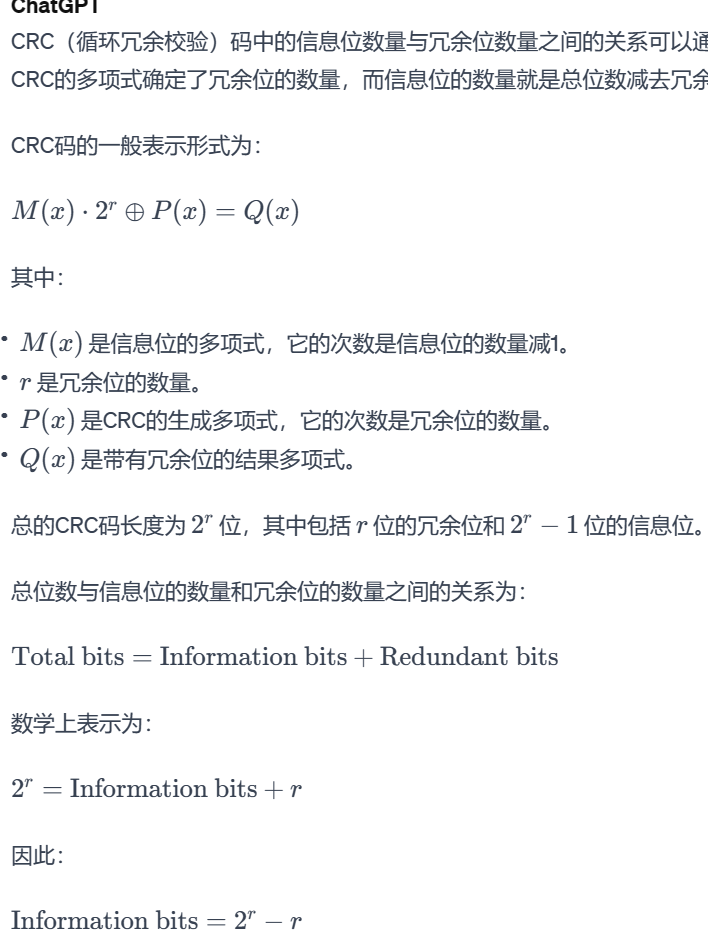 ChatGPT
CRC（循环冗余校验）码中的信息位数量与冗余位数量之间的关系可以通
CRC的多项式确定了冗余位的数量，而信息位的数量就是总位数减去冗余
CRC码的一般表示形式为：
M(x) · 2^r ⊕ P(x) = Q(x)
其中：
• M(x) 是信息位的多项式，它的次数是信息位的数量减1。
• r 是冗余位的数量。
• P(x) 是CRC的生成多项式，它的次数是冗余位的数量。
• Q(x) 是带有冗余位的结果多项式。
总的CRC码长度为 2^r 位，其中包括 r 位的冗余位和 2^r − 1 位的信息位。
总位数与信息位的数量和冗余位的数量之间的关系为：
Total bits = Information bits + Redundant bits
数学上表示为：
2^r = Information bits + r
因此：
Information bits = 2^r − r